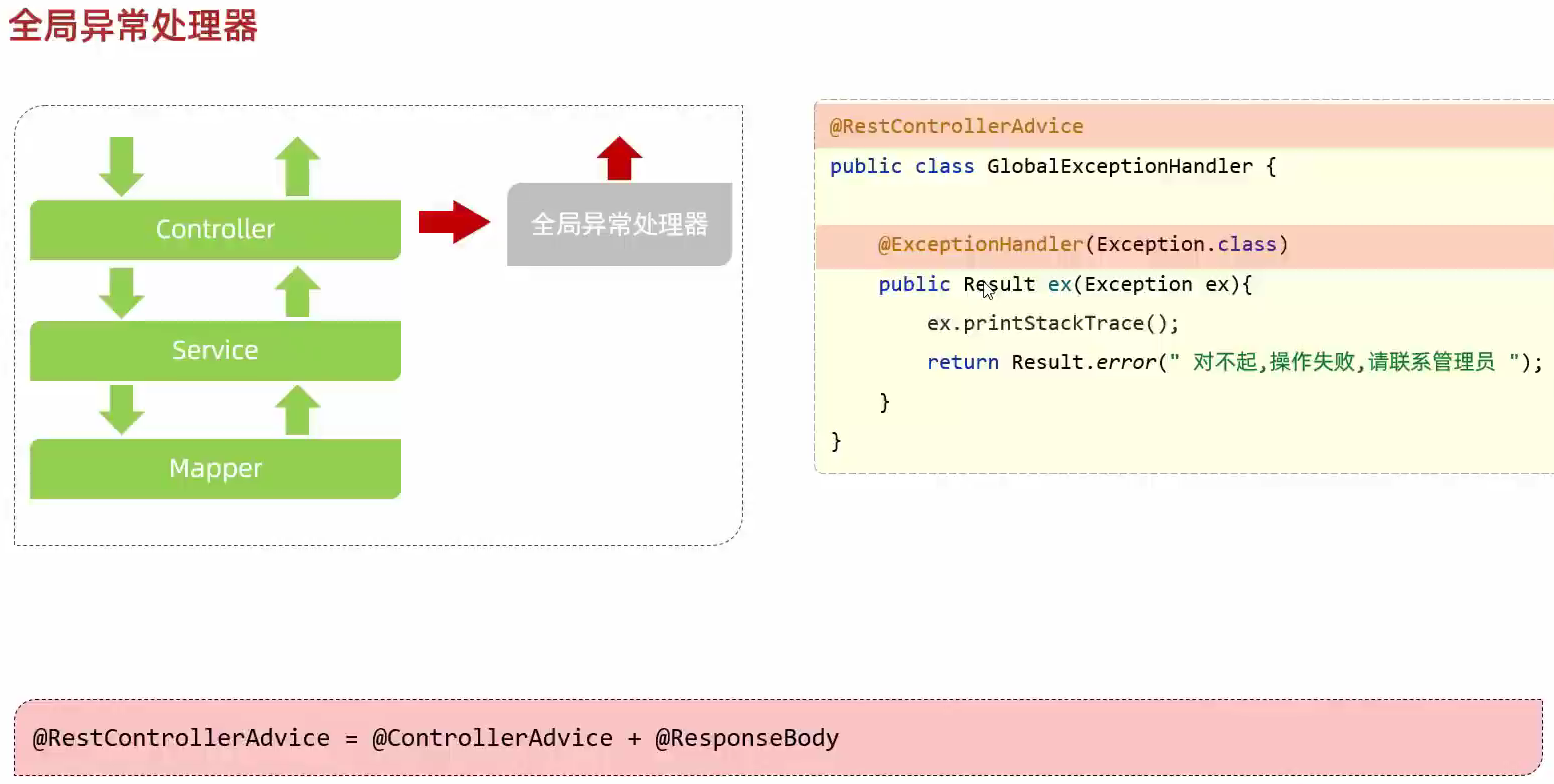 全局异常处理器
Controller
Service
Mapper
全局异常处理器
@RestControllerAdvice
public class GlobalExceptionHandler {
@ExceptionHandler(Exception.class)
public Result ex(Exception ex){
ex.printStackTrace();
return Result.error(" 对不起,操作失败,请联系管理员 ");
}
}
@RestControllerAdvice = @ControllerAdvice + @ResponseBody